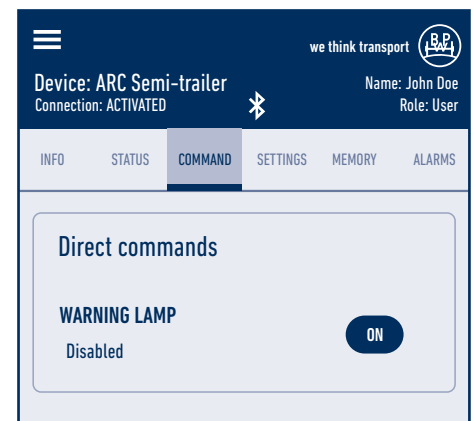 we think transport BPW
Device: ARC Semi-trailer
Name: John Doe
Connection: ACTIVATED
Role: User
INFO STATUS COMMAND SETTINGS MEMORY ALARMS
Direct commands
WARNING LAMP
ON
Disabled